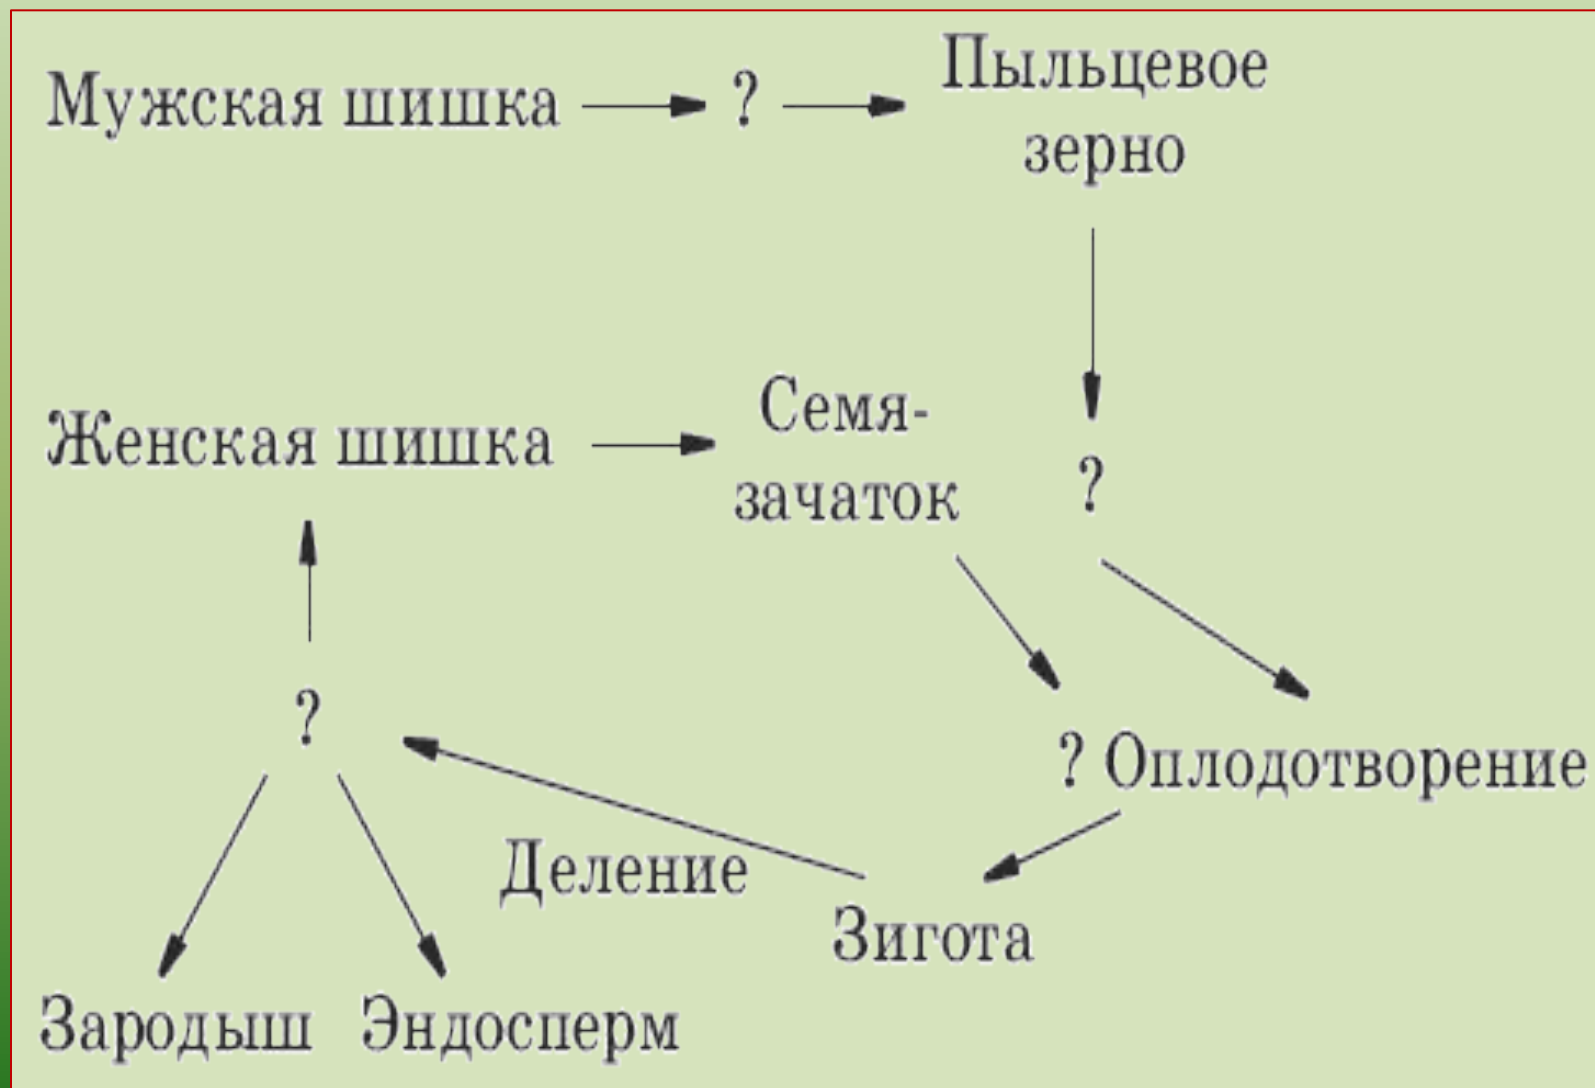 Мужская шишка ? Пыльцевое
зерно
Женская шишка Семя-
зачаток
?
?
? Оплодотворение
Деление
Зигота
Зародыш Эндосперм